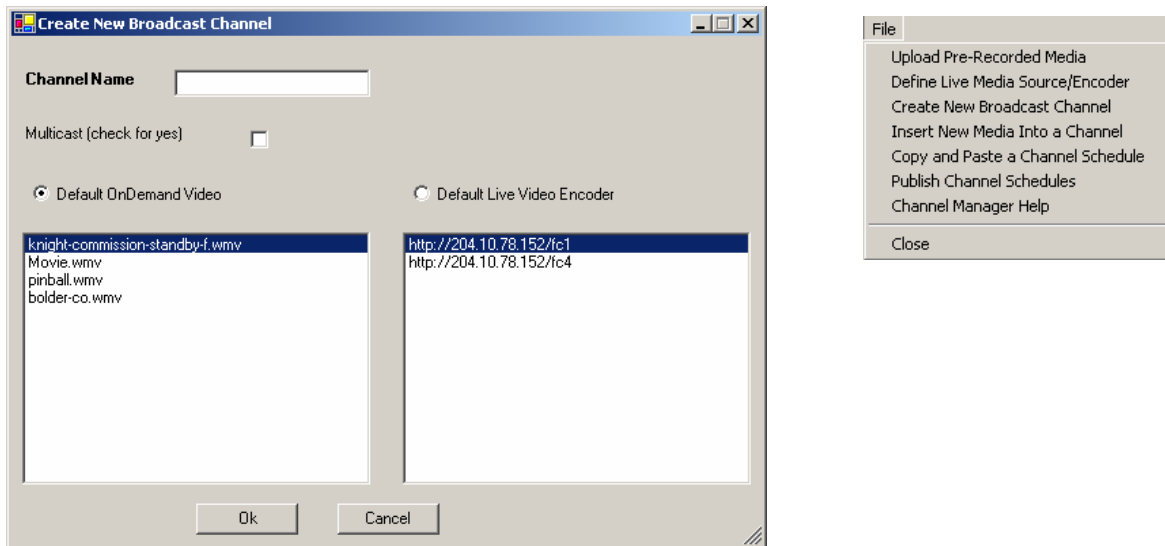 Create New Broadcast Channel
Channel Name
Multicast (check for yes)
Default OnDemand Video
Default Live Video Encoder
knight-commission-standby-f.wmv
Movie.wmv
pinball.wmv
bolder-co.wmv
http://204.10.78.152/fc1
http://204.10.78.152/fc4
Ok
Cancel
File
Upload Pre-Recorded Media
Define Live Media Source/Encoder
Create New Broadcast Channel
Insert New Media Into a Channel
Copy and Paste a Channel Schedule
Publish Channel Schedules
Channel Manager Help
Close